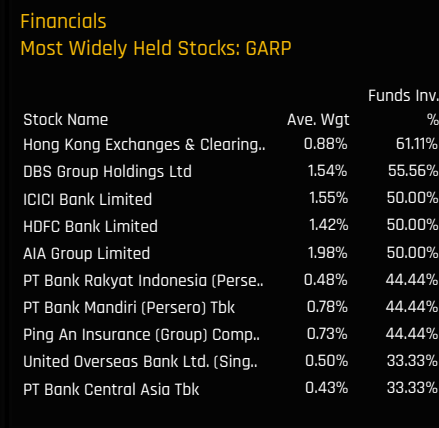 Financials
Most Widely Held Stocks: GARP
Funds Inv.
Stock Name Ave. Wgt %
Hong Kong Exchanges & Clearing.. 0.88% 61.11%
DBS Group Holdings Ltd 1.54% 55.56%
ICICI Bank Limited 1.55% 50.00%
HDFC Bank Limited 1.42% 50.00%
AIA Group Limited 1.98% 50.00%
PT Bank Rakyat Indonesia (Perse.. 0.48% 44.44%
PT Bank Mandiri (Persero) Tbk 0.78% 44.44%
Ping An Insurance (Group) Comp.. 0.73% 44.44%
United Overseas Bank Ltd. (Sing.. 0.50% 33.33%
PT Bank Central Asia Tbk 0.43% 33.33%